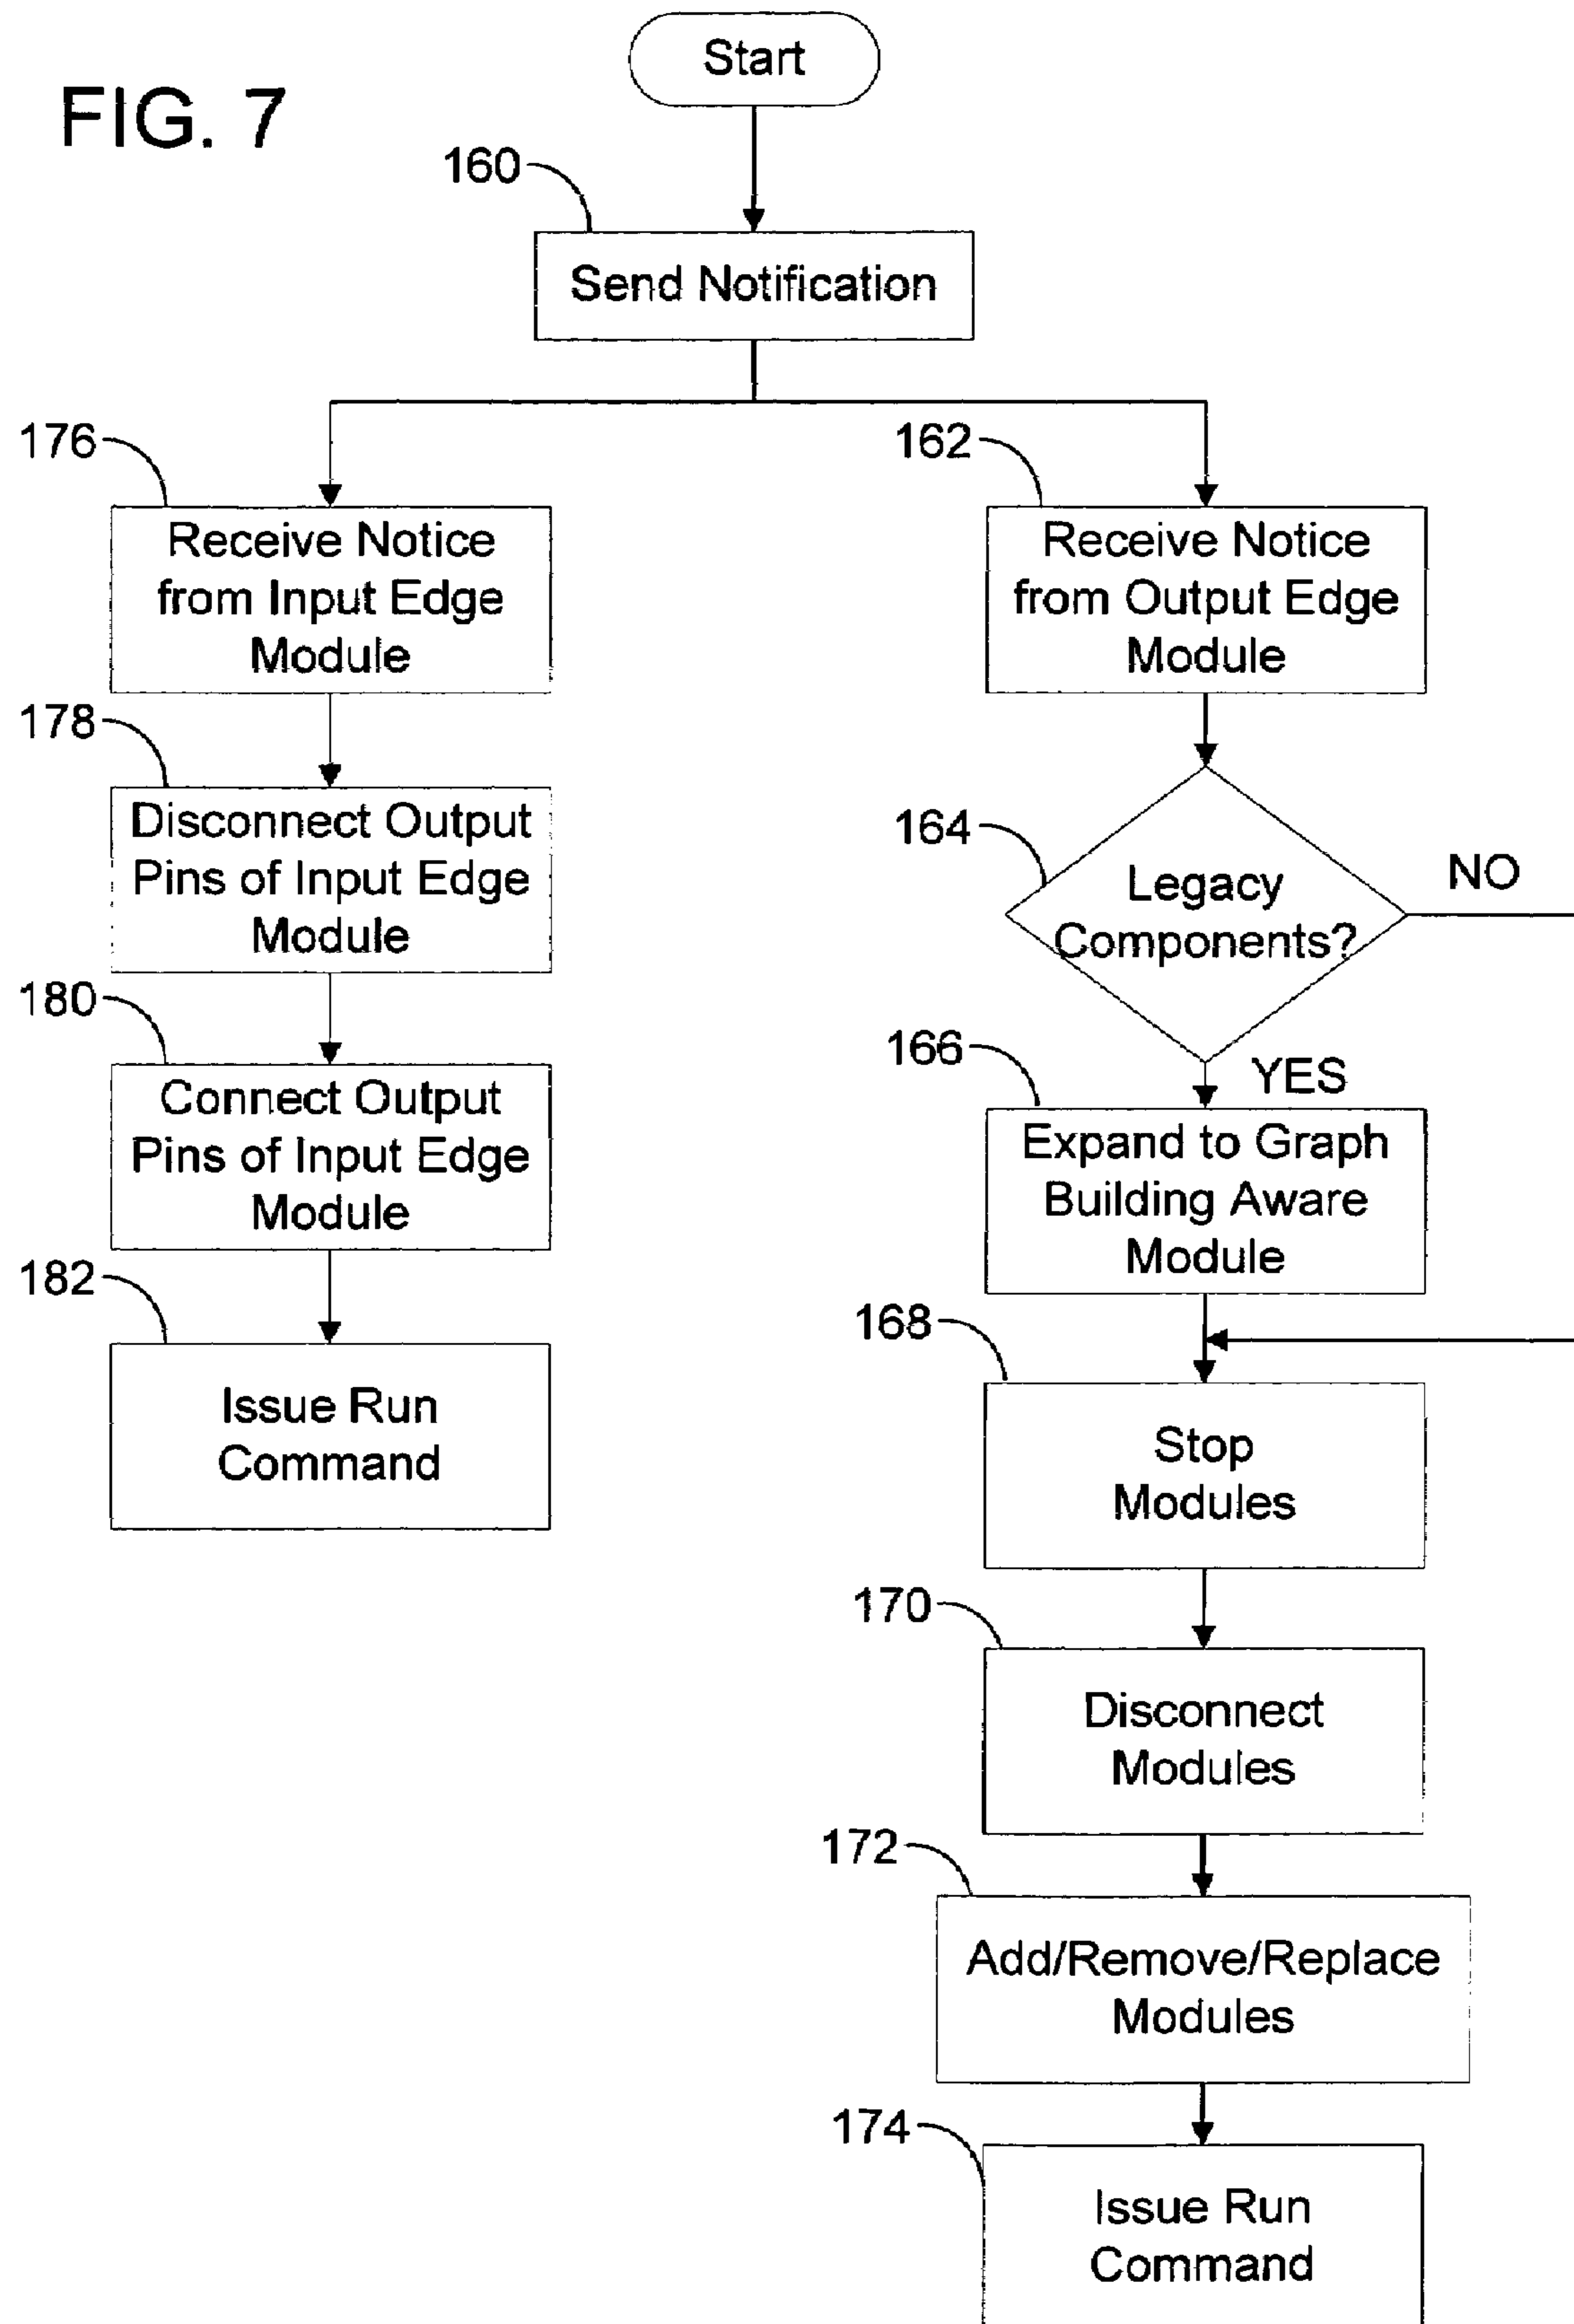 FIG. 7
Start
160
Send Notification
176
Receive Notice
from Input Edge
Module
178
Disconnect Output
Pins of Input Edge
Module
180
Connect Output
Pins of Input Edge
Module
182
Issue Run
Command
162
Receive Notice
from Output Edge
Module
164
Legacy
Components?
NO
YES
166
Expand to Graph
Building Aware
Module
168
Stop
Modules
170
Disconnect
Modules
172
Add/Remove/Replace
Modules
174
Issue Run
Command